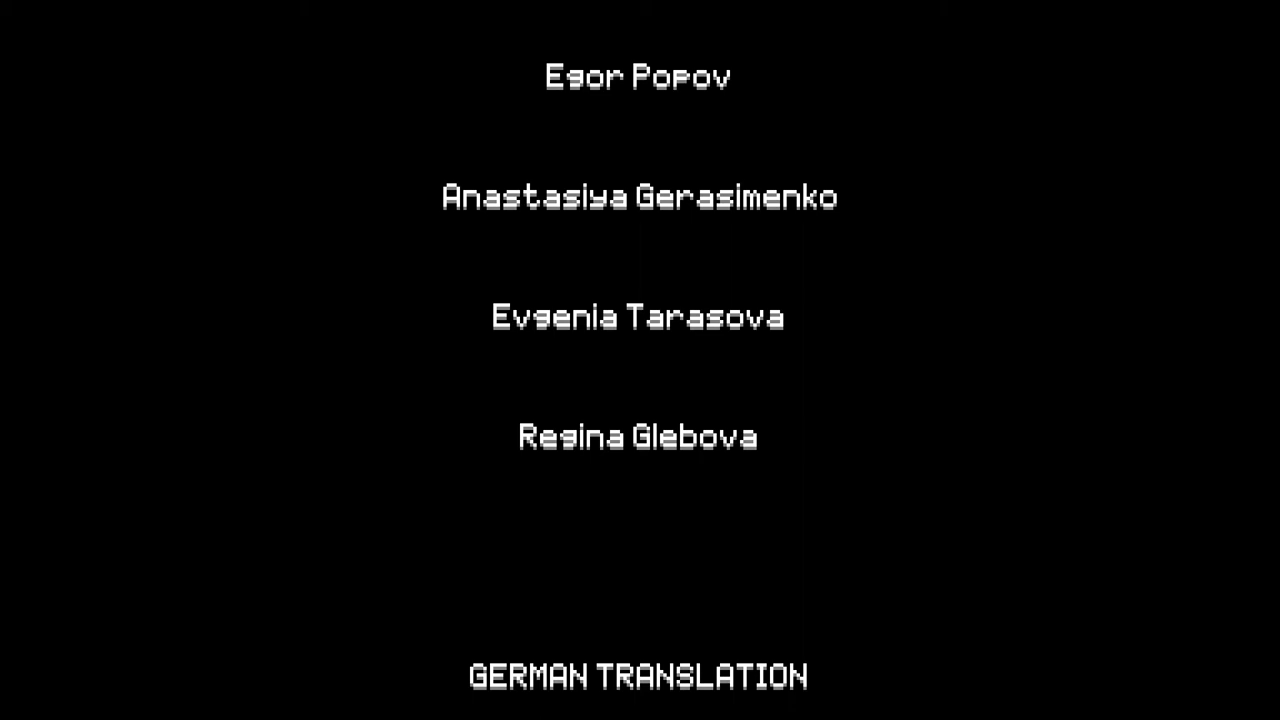 Egor Popov
Anastasiya Gerasimenko
Evgenia Tarasova
Regina Glebova
GERMAN TRANSLATION